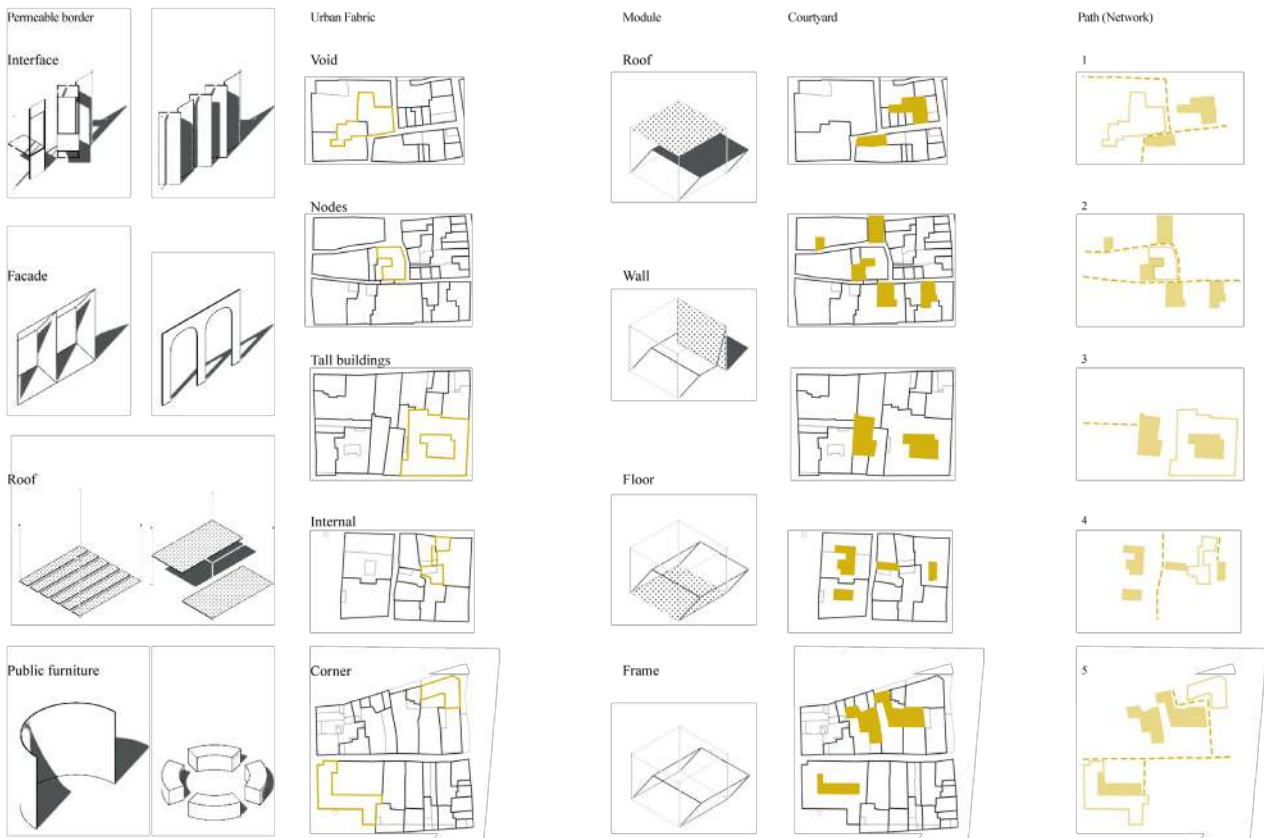 Permeable border
Urban Fabric
Module
Courtyard
Path (Network)
Interface
Void
Roof
1
Nodes
2
Facade
Wall
Tall buildings
3
Roof
Floor
Internal
4
Public furniture
Corner
Frame
5